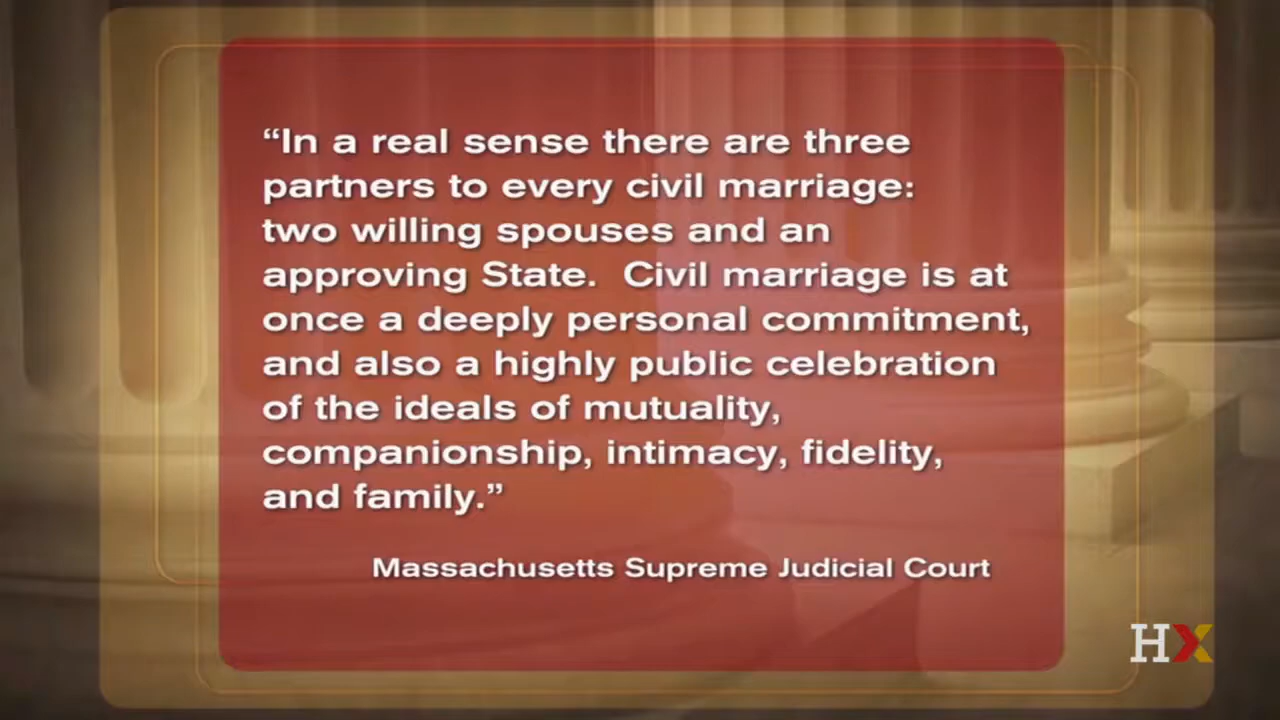 “In a real sense there are three
partners to every civil marriage:
two willing spouses and an
approving State.  Civil marriage is at
once a deeply personal commitment,
and also a highly public celebration
of the ideals of mutuality,
companionship, intimacy, fidelity,
and family.”
Massachusetts Supreme Judicial Court
HX